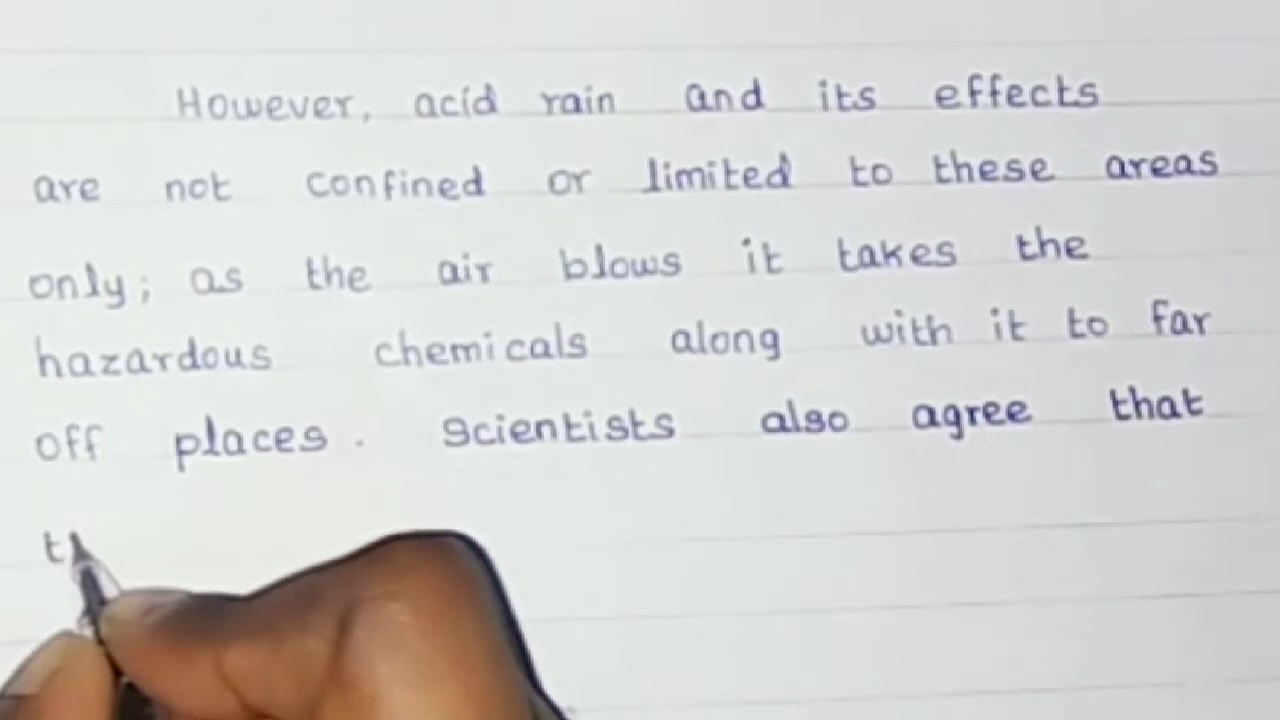 However, acid rain and its effects
are not confined or limited to these areas
only; as the air blows it takes the
hazardous chemicals along with it to far
off places. Scientists also agree that
t